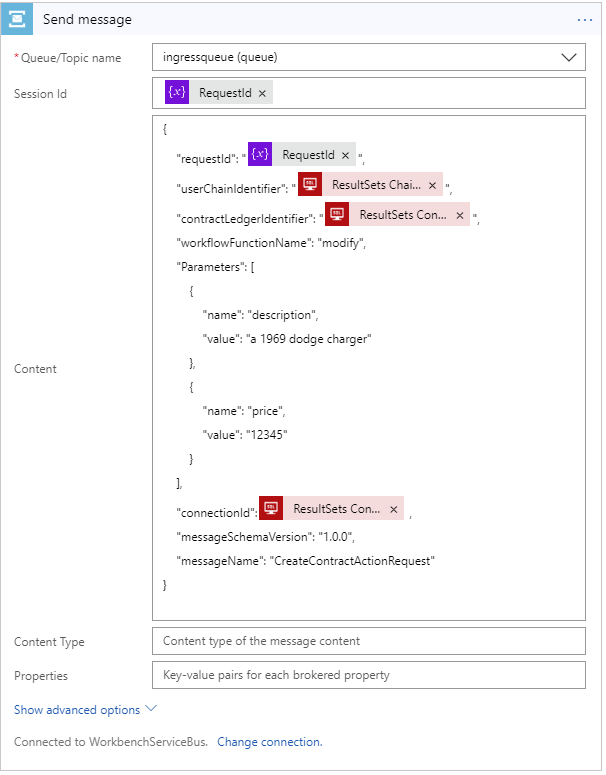 Send message
* Queue/Topic name
ingressqueue (queue)
Session Id
{x} RequestId ×
Content
{
"requestId": " {x} RequestId × ",
"userChainIdentifier": " SQL ResultSets Chai... × ",
"contractLedgerIdentifier": " SQL ResultSets Con... × ",
"workflowFunctionName": "modify",
"Parameters": [
{
"name": "description",
"value": "a 1969 dodge charger"
},
{
"name": "price",
"value": "12345"
}
],
"connectionId": SQL ResultSets Con... × ,
"messageSchemaVersion": "1.0.0",
"messageName": "CreateContractActionRequest"
}
Content Type
Content type of the message content
Properties
Key-value pairs for each brokered property
Show advanced options
Connected to WorkbenchServiceBus. Change connection.